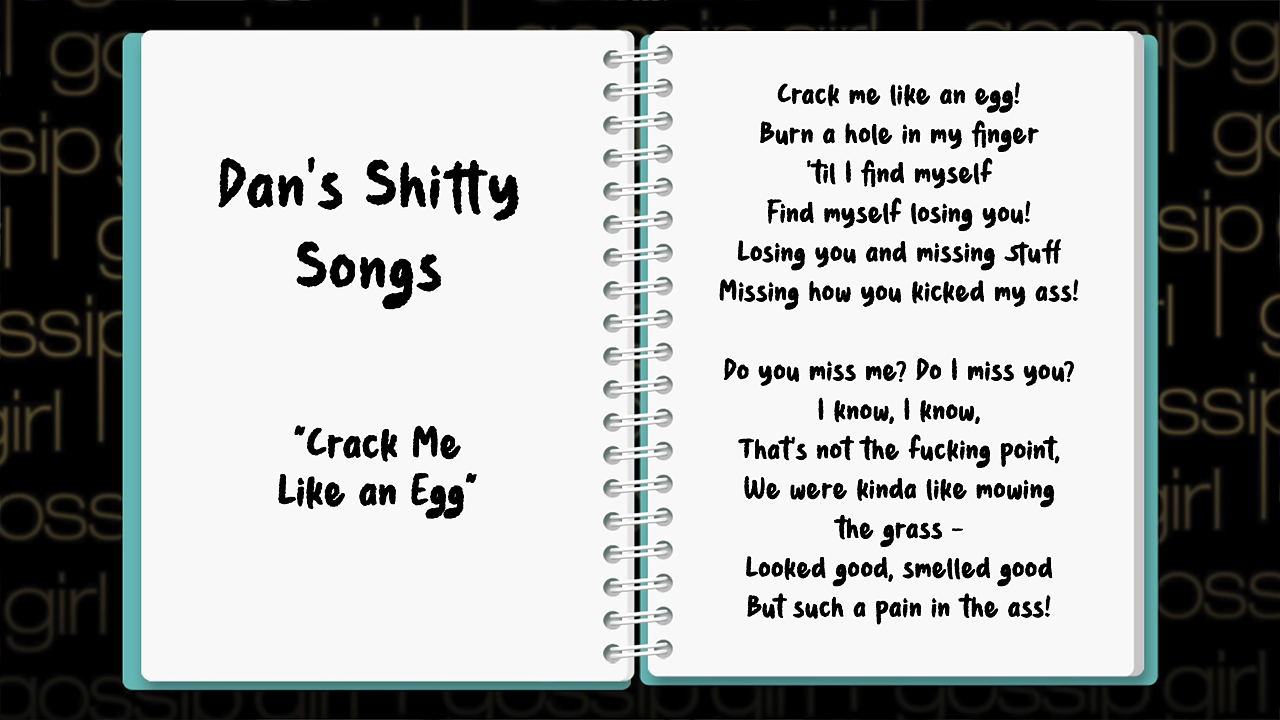 Dan's Shitty
Songs
"Crack Me
Like an Egg"
Crack me like an egg!
Burn a hole in my finger
'til I find myself
Find myself losing you!
Losing you and missing stuff
Missing how you kicked my ass!
Do you miss me? Do I miss you?
I know, I know,
That's not the fucking point,
We were kinda like mowing
the grass -
Looked good, smelled good
But such a pain in the ass!
gossip girl